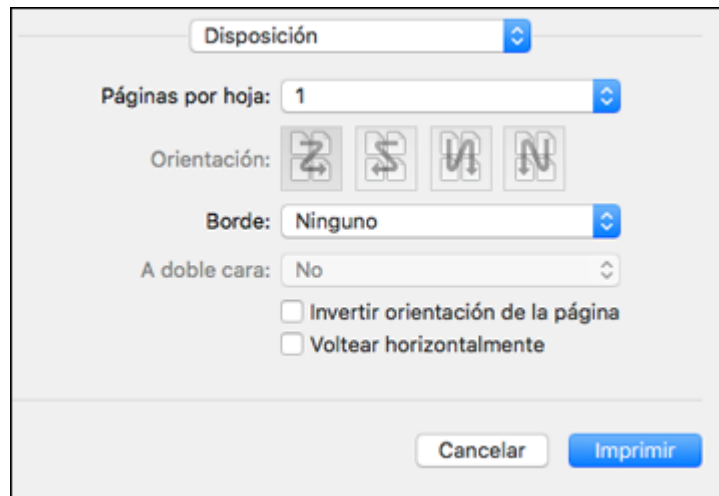 Disposición
Páginas por hoja: 1
Orientación:
Borde: Ninguno
A doble cara: No
Invertir orientación de la página
Voltear horizontalmente
Cancelar Imprimir